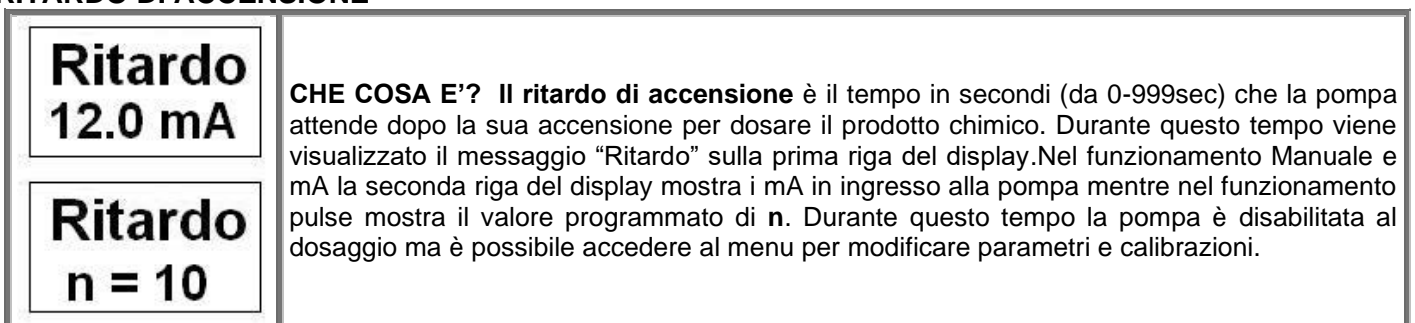 RITARDO DI ACCENSIONE
Ritardo
12.0 mA
Ritardo
n = 10
CHE COSA E’? Il ritardo di accensione è il tempo in secondi (da 0-999sec) che la pompa
attende dopo la sua accensione per dosare il prodotto chimico. Durante questo tempo viene
visualizzato il messaggio “Ritardo” sulla prima riga del display.Nel funzionamento Manuale e
mA la seconda riga del display mostra i mA in ingresso alla pompa mentre nel funzionamento
pulse mostra il valore programmato di n. Durante questo tempo la pompa è disabilitata al
dosaggio ma è possibile accedere al menu per modificare parametri e calibrazioni.